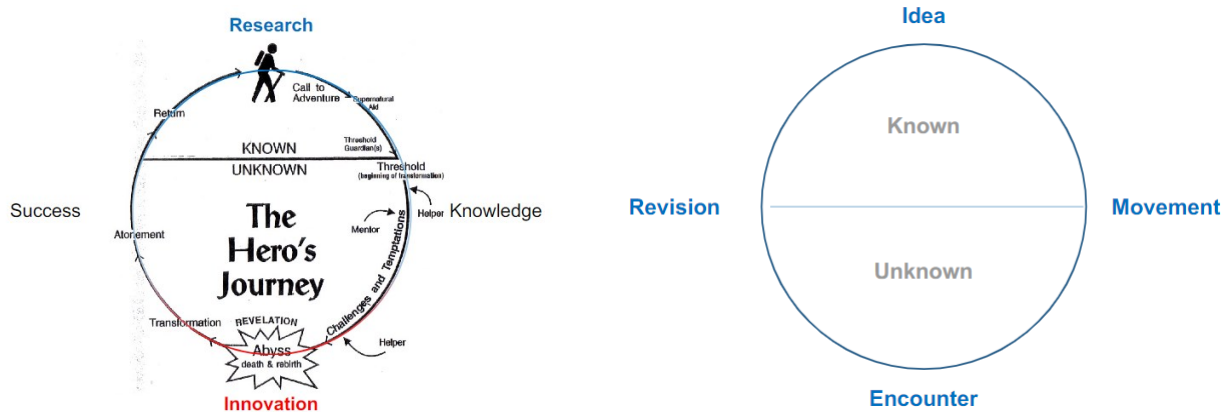 Research
Call to
Adventure
Supernatural
Aid
Return
Threshold
Guardian(s)
KNOWN
UNKNOWN
Threshold
(beginning of transformation)
Helper
Success
Knowledge
Mentor
The
Hero's
Journey
Challenges and Temptations
Atonement
Transformation
REVELATION
Abyss
death & rebirth
Helper
Innovation
Idea
Known
Revision
Movement
Unknown
Encounter